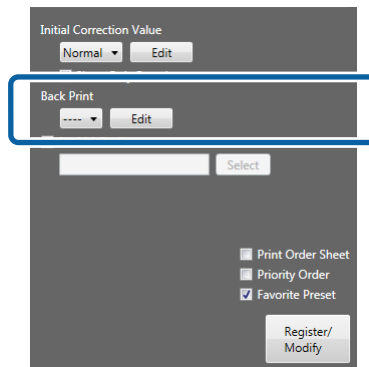 Initial Correction Value
Normal Edit
Back Print
---- Edit
Select
Print Order Sheet
Priority Order
Favorite Preset
Register/
Modify